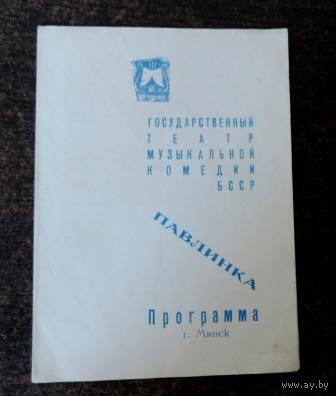 ГОСУДАРСТВЕННЫЙ
ТЕАТР
МУЗЫКАЛЬНОЙ
КОМЕДИИ
БССР
ПАВЛИНКА
Программа
г. Минск
www.ay.by